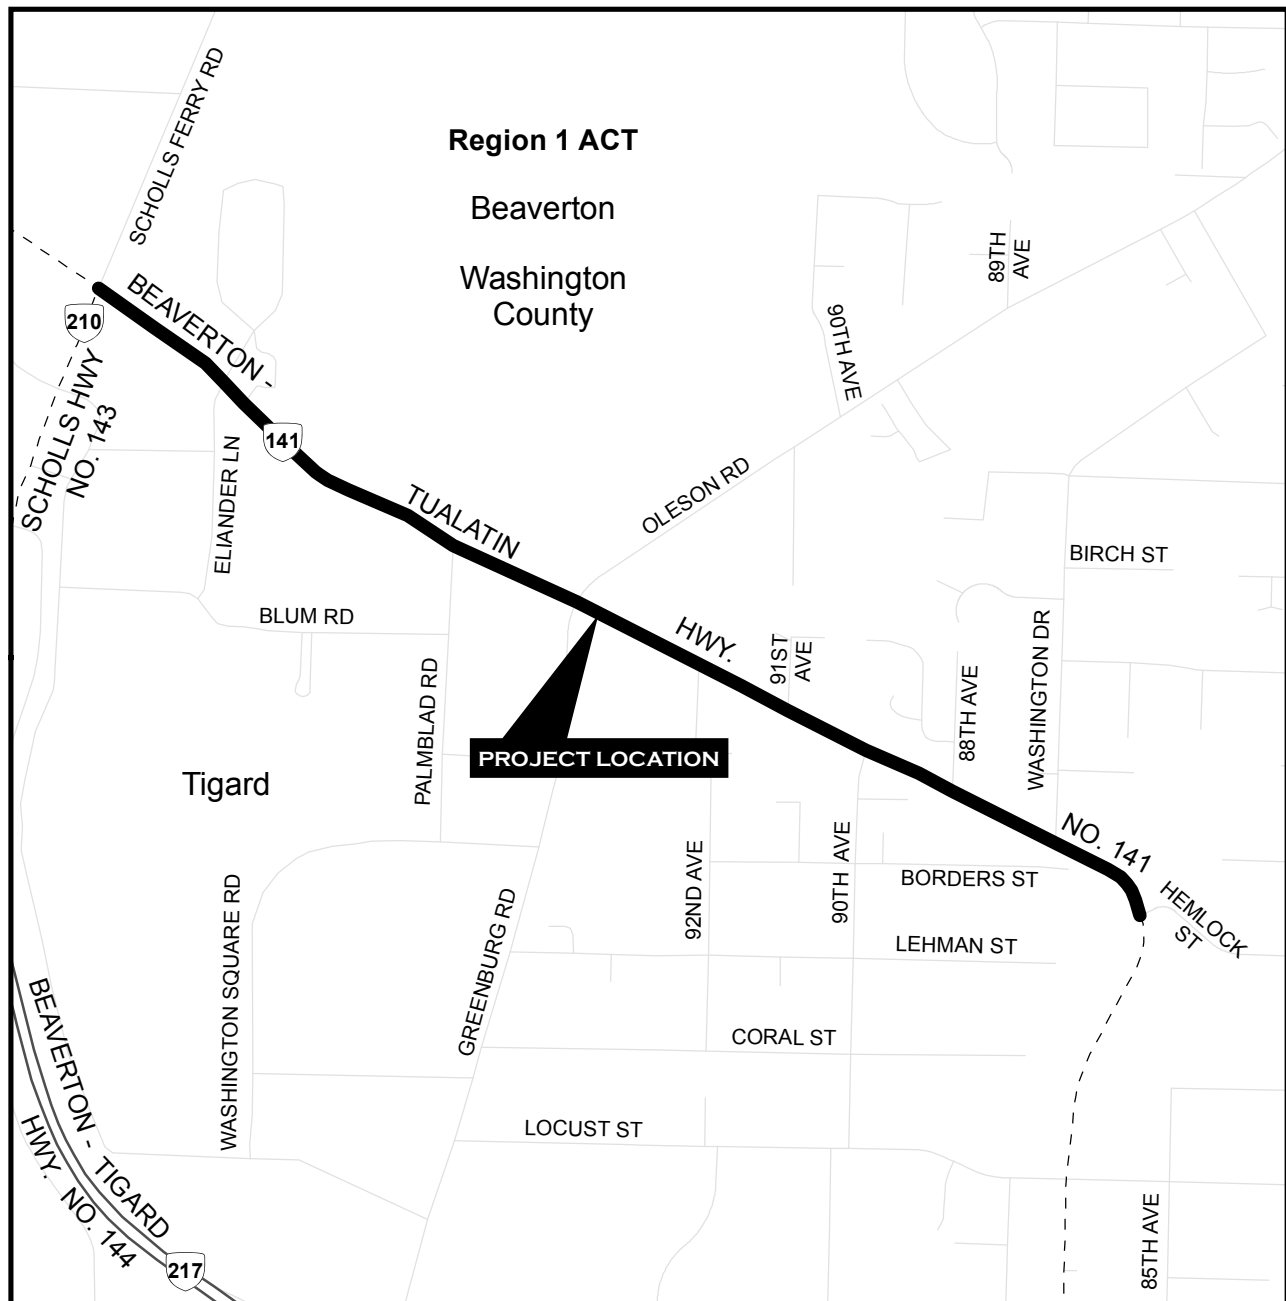 SCHOLLS FERRY RD
Region 1 ACT
Beaverton
Washington
County
89TH
AVE
90TH AVE
BEAVERTON -
210
SCHOLLS HWY
NO. 143
141
ELIANDER LN
TUALATIN
OLESON RD
BIRCH ST
BLUM RD
HWY.
91ST
AVE
88TH AVE
WASHINGTON DR
PALMBLAD RD
PROJECT LOCATION
Tigard
NO. 141
HEMLOCK
ST
92ND AVE
90TH AVE
BORDERS ST
LEHMAN ST
WASHINGTON SQUARE RD
GREENBURG RD
CORAL ST
LOCUST ST
BEAVERTON - TIGARD
HWY. NO. 144
217
85TH AVE